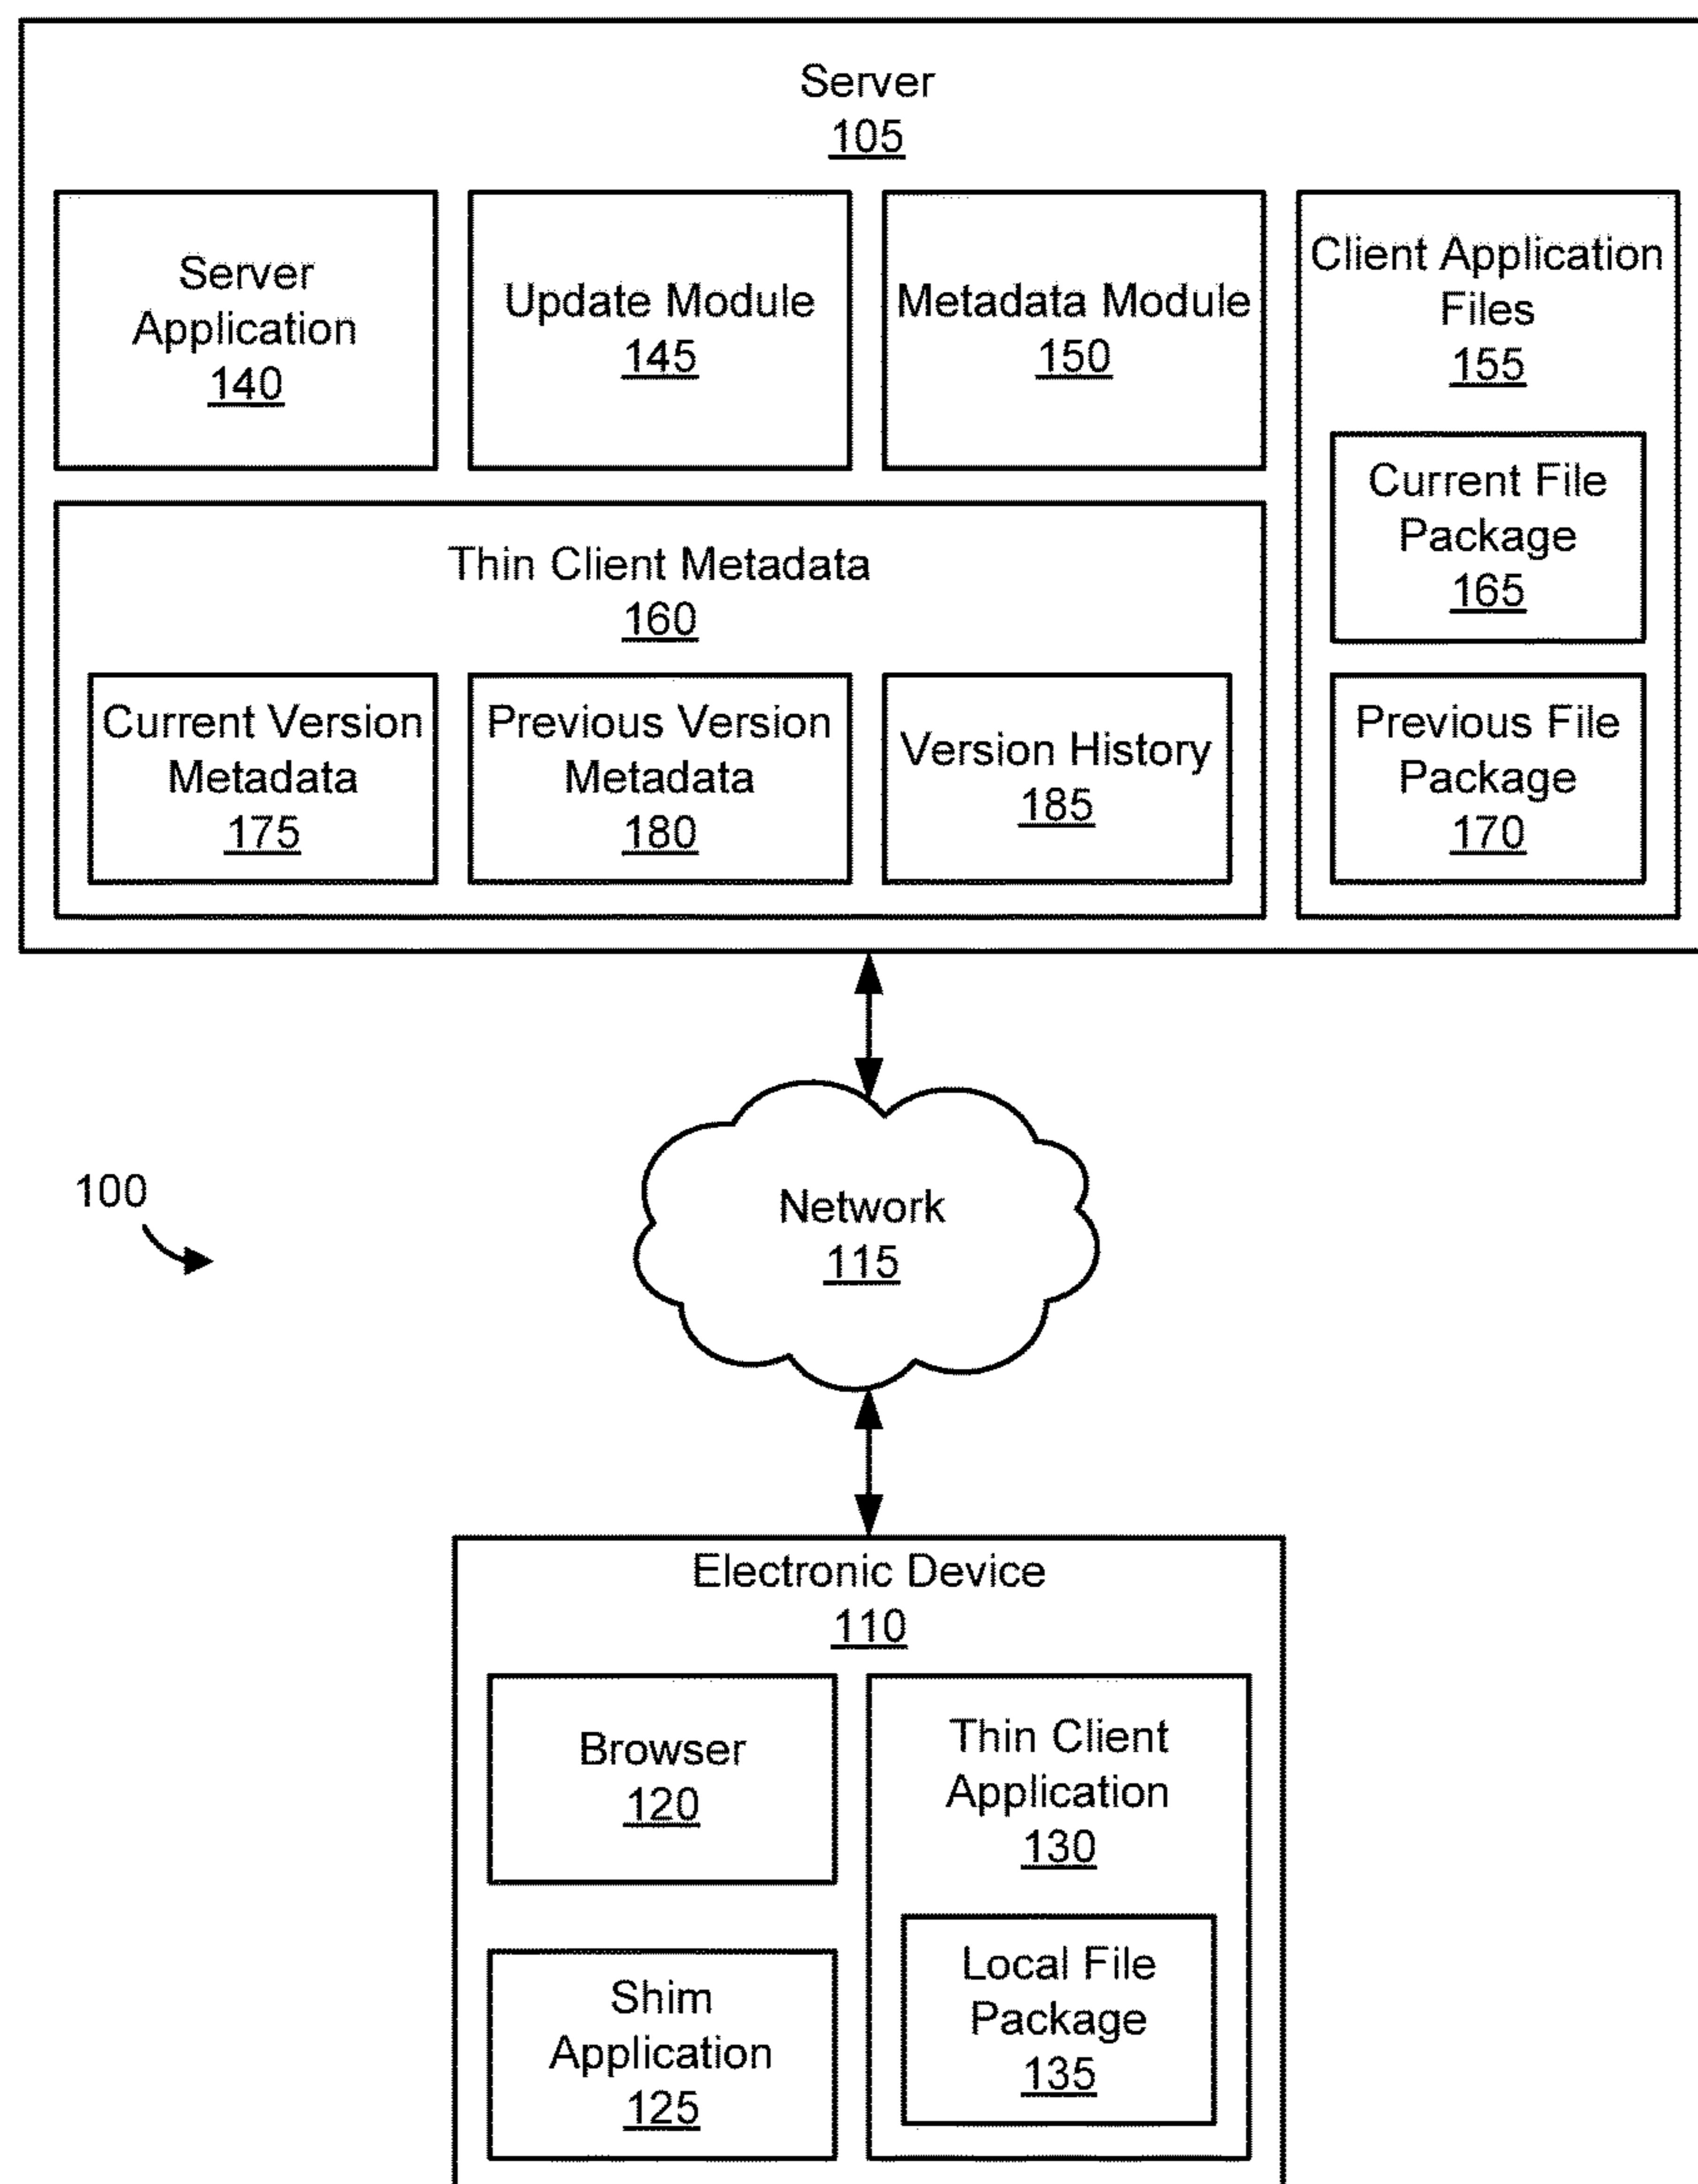 Server
105
Server
Application
140
Update Module
145
Metadata Module
150
Client Application
Files
155
Current File
Package
165
Previous File
Package
170
Thin Client Metadata
160
Current Version
Metadata
175
Previous Version
Metadata
180
Version History
185
100
Network
115
Electronic Device
110
Browser
120
Shim
Application
125
Thin Client
Application
130
Local File
Package
135